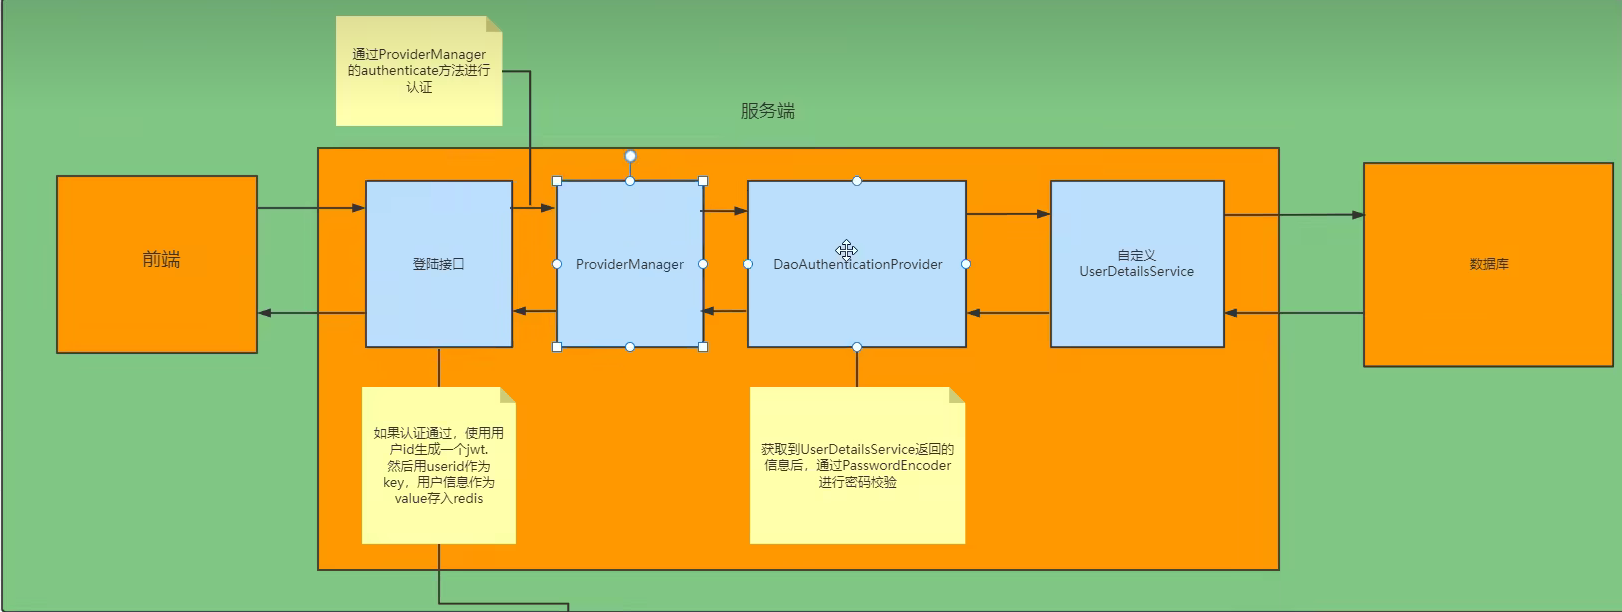 通过ProviderManager
的authenticate方法进行
认证
服务端
前端
登陆接口
ProviderManager
DaoAuthenticationProvider
自定义
UserDetailsService
数据库
如果认证通过，使用用
户id生成一个jwt.
然后用userid作为
key，用户信息作为
value存入redis
获取到UserDetailsService返回的
信息后，通过PasswordEncoder
进行密码校验